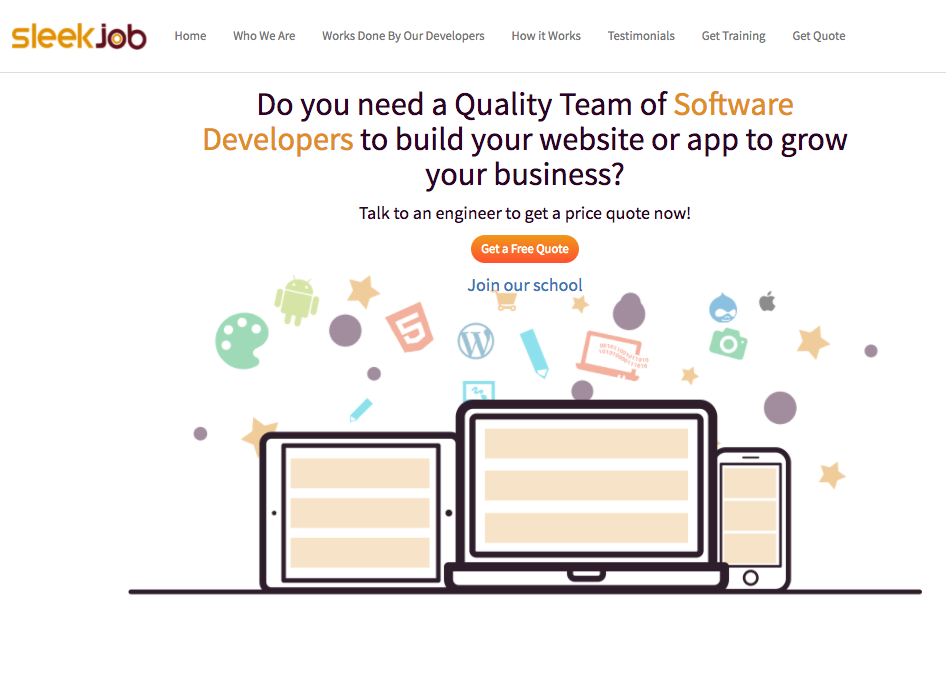 sleekjob
Home Who We Are Works Done By Our Developers How it Works Testimonials Get Training Get Quote
Do you need a Quality Team of Software
Developers to build your website or app to grow
your business?
Talk to an engineer to get a price quote now!
Get a Free Quote
Join our school